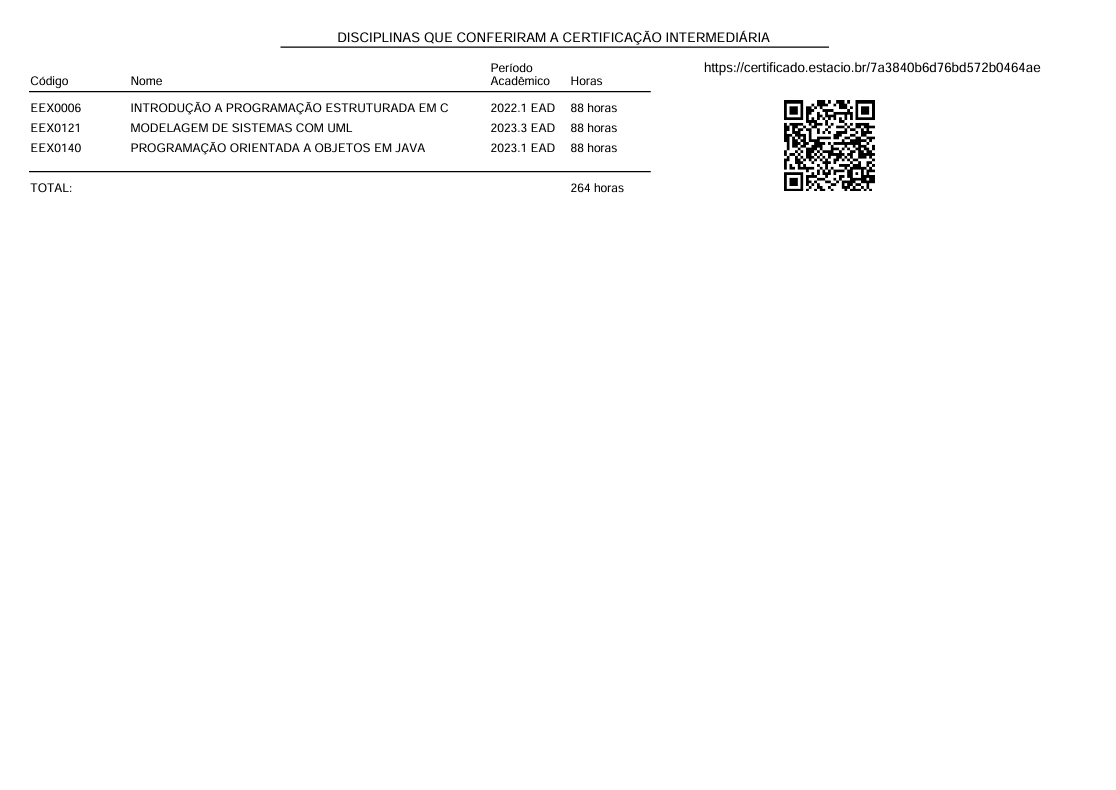 DISCIPLINAS QUE CONFERIRAM A CERTIFICAÇÃO INTERMEDIÁRIA
https://certificado.estacio.br/7a3840b6d76bd572b0464ae
Código Nome Período Acadêmico Horas
EEX0006 INTRODUÇÃO A PROGRAMAÇÃO ESTRUTURADA EM C 2022.1 EAD 88 horas
EEX0121 MODELAGEM DE SISTEMAS COM UML 2023.3 EAD 88 horas
EEX0140 PROGRAMAÇÃO ORIENTADA A OBJETOS EM JAVA 2023.1 EAD 88 horas
TOTAL: 264 horas